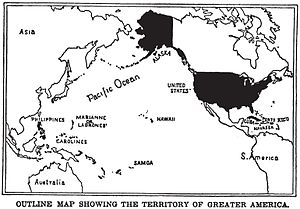 Asia
ALASKA
Pacific Ocean
UNITED
STATES
PHILIPPINES
MARIANNE
LADRONES
HAWAII
CAROLINES
PORTO RICO
SAMOA
S. America
Australia
OUTLINE MAP SHOWING THE TERRITORY OF GREATER AMERICA.